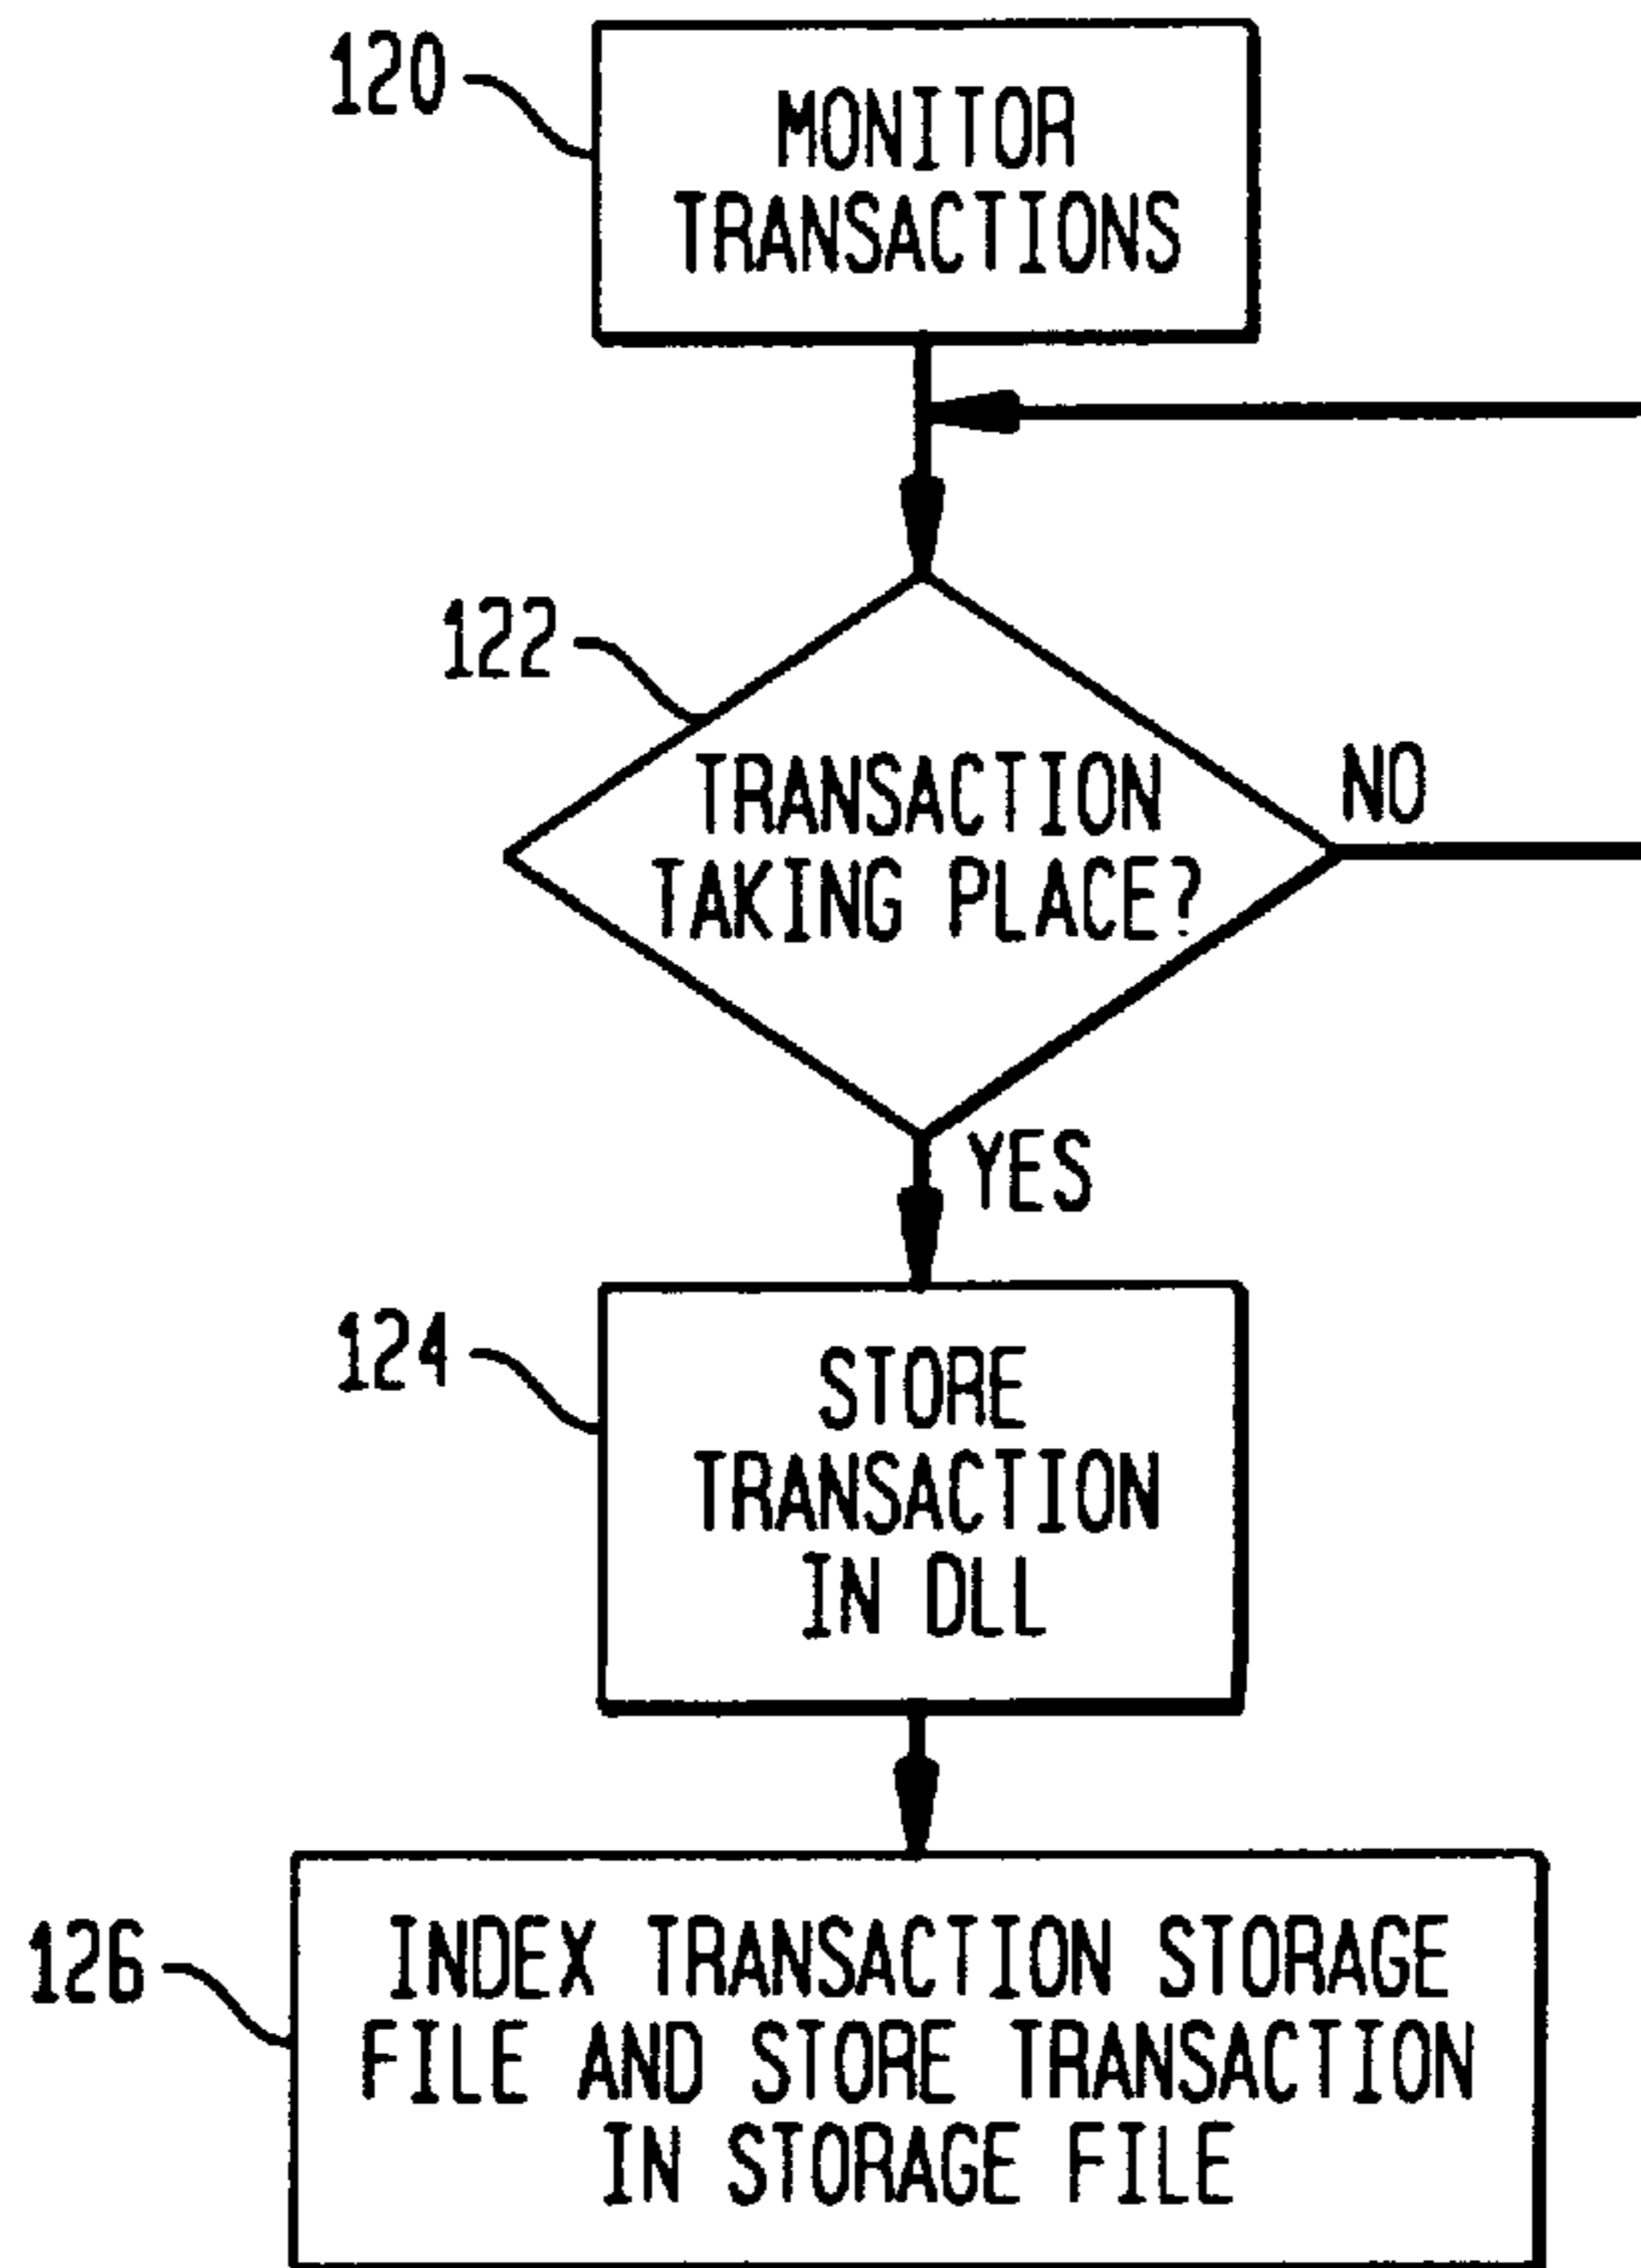 120
MONITOR
TRANSACTIONS
122
TRANSACTION
TAKING PLACE?
NO
YES
124
STORE
TRANSACTION
IN DLL
126
INDEX TRANSACTION STORAGE
FILE AND STORE TRANSACTION
IN STORAGE FILE